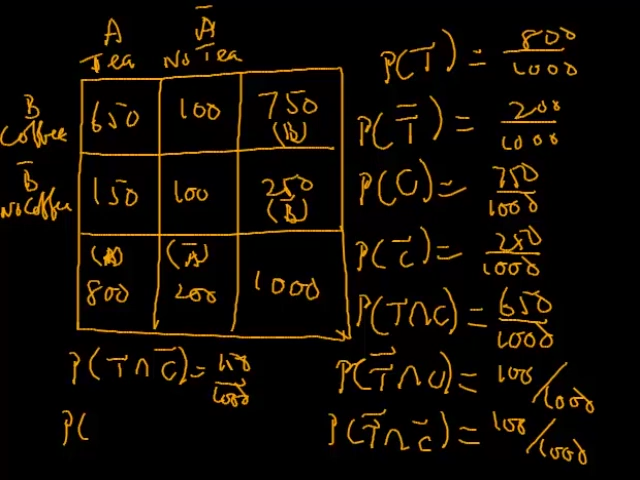 A Ā
Tea No Tea
B Coffee 650 100 750 (B)
B̄ No Coffee 150 100 250 (B̄)
(A) 800 (Ā) 200 1000
P(T) = 800/1000
P(T̄) = 200/1000
P(C) = 750/1000
P(C̄) = 250/1000
P(T∩C) = 650/1000
P(T∩C̄) = 150/1000
P(T̄∩C) = 100/1000
P(T̄∩C̄) = 100/1000
P(